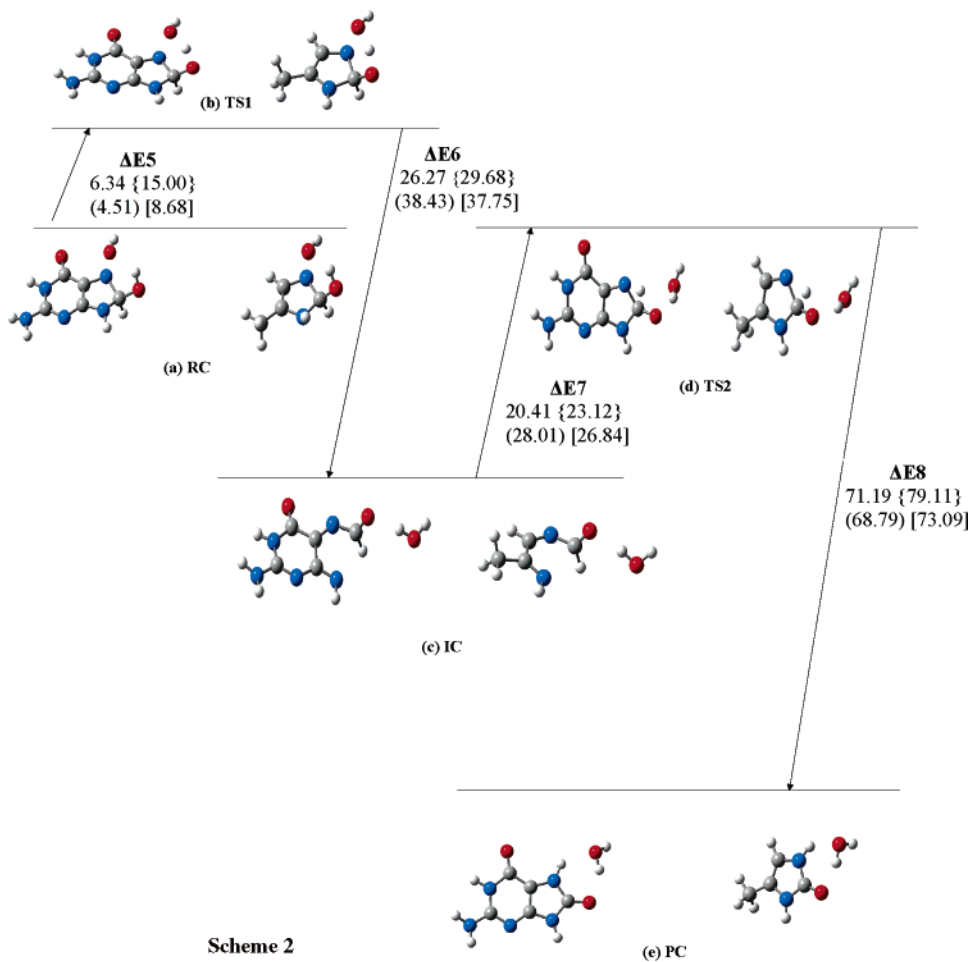 (b) TS1
ΔE5
6.34 {15.00}
(4.51) [8.68]
ΔE6
26.27 {29.68}
(38.43) [37.75]
(a) RC
ΔE7
20.41 {23.12}
(28.01) [26.84]
(d) TS2
ΔE8
71.19 {79.11}
(68.79) [73.09]
(c) IC
Scheme 2
(e) PC